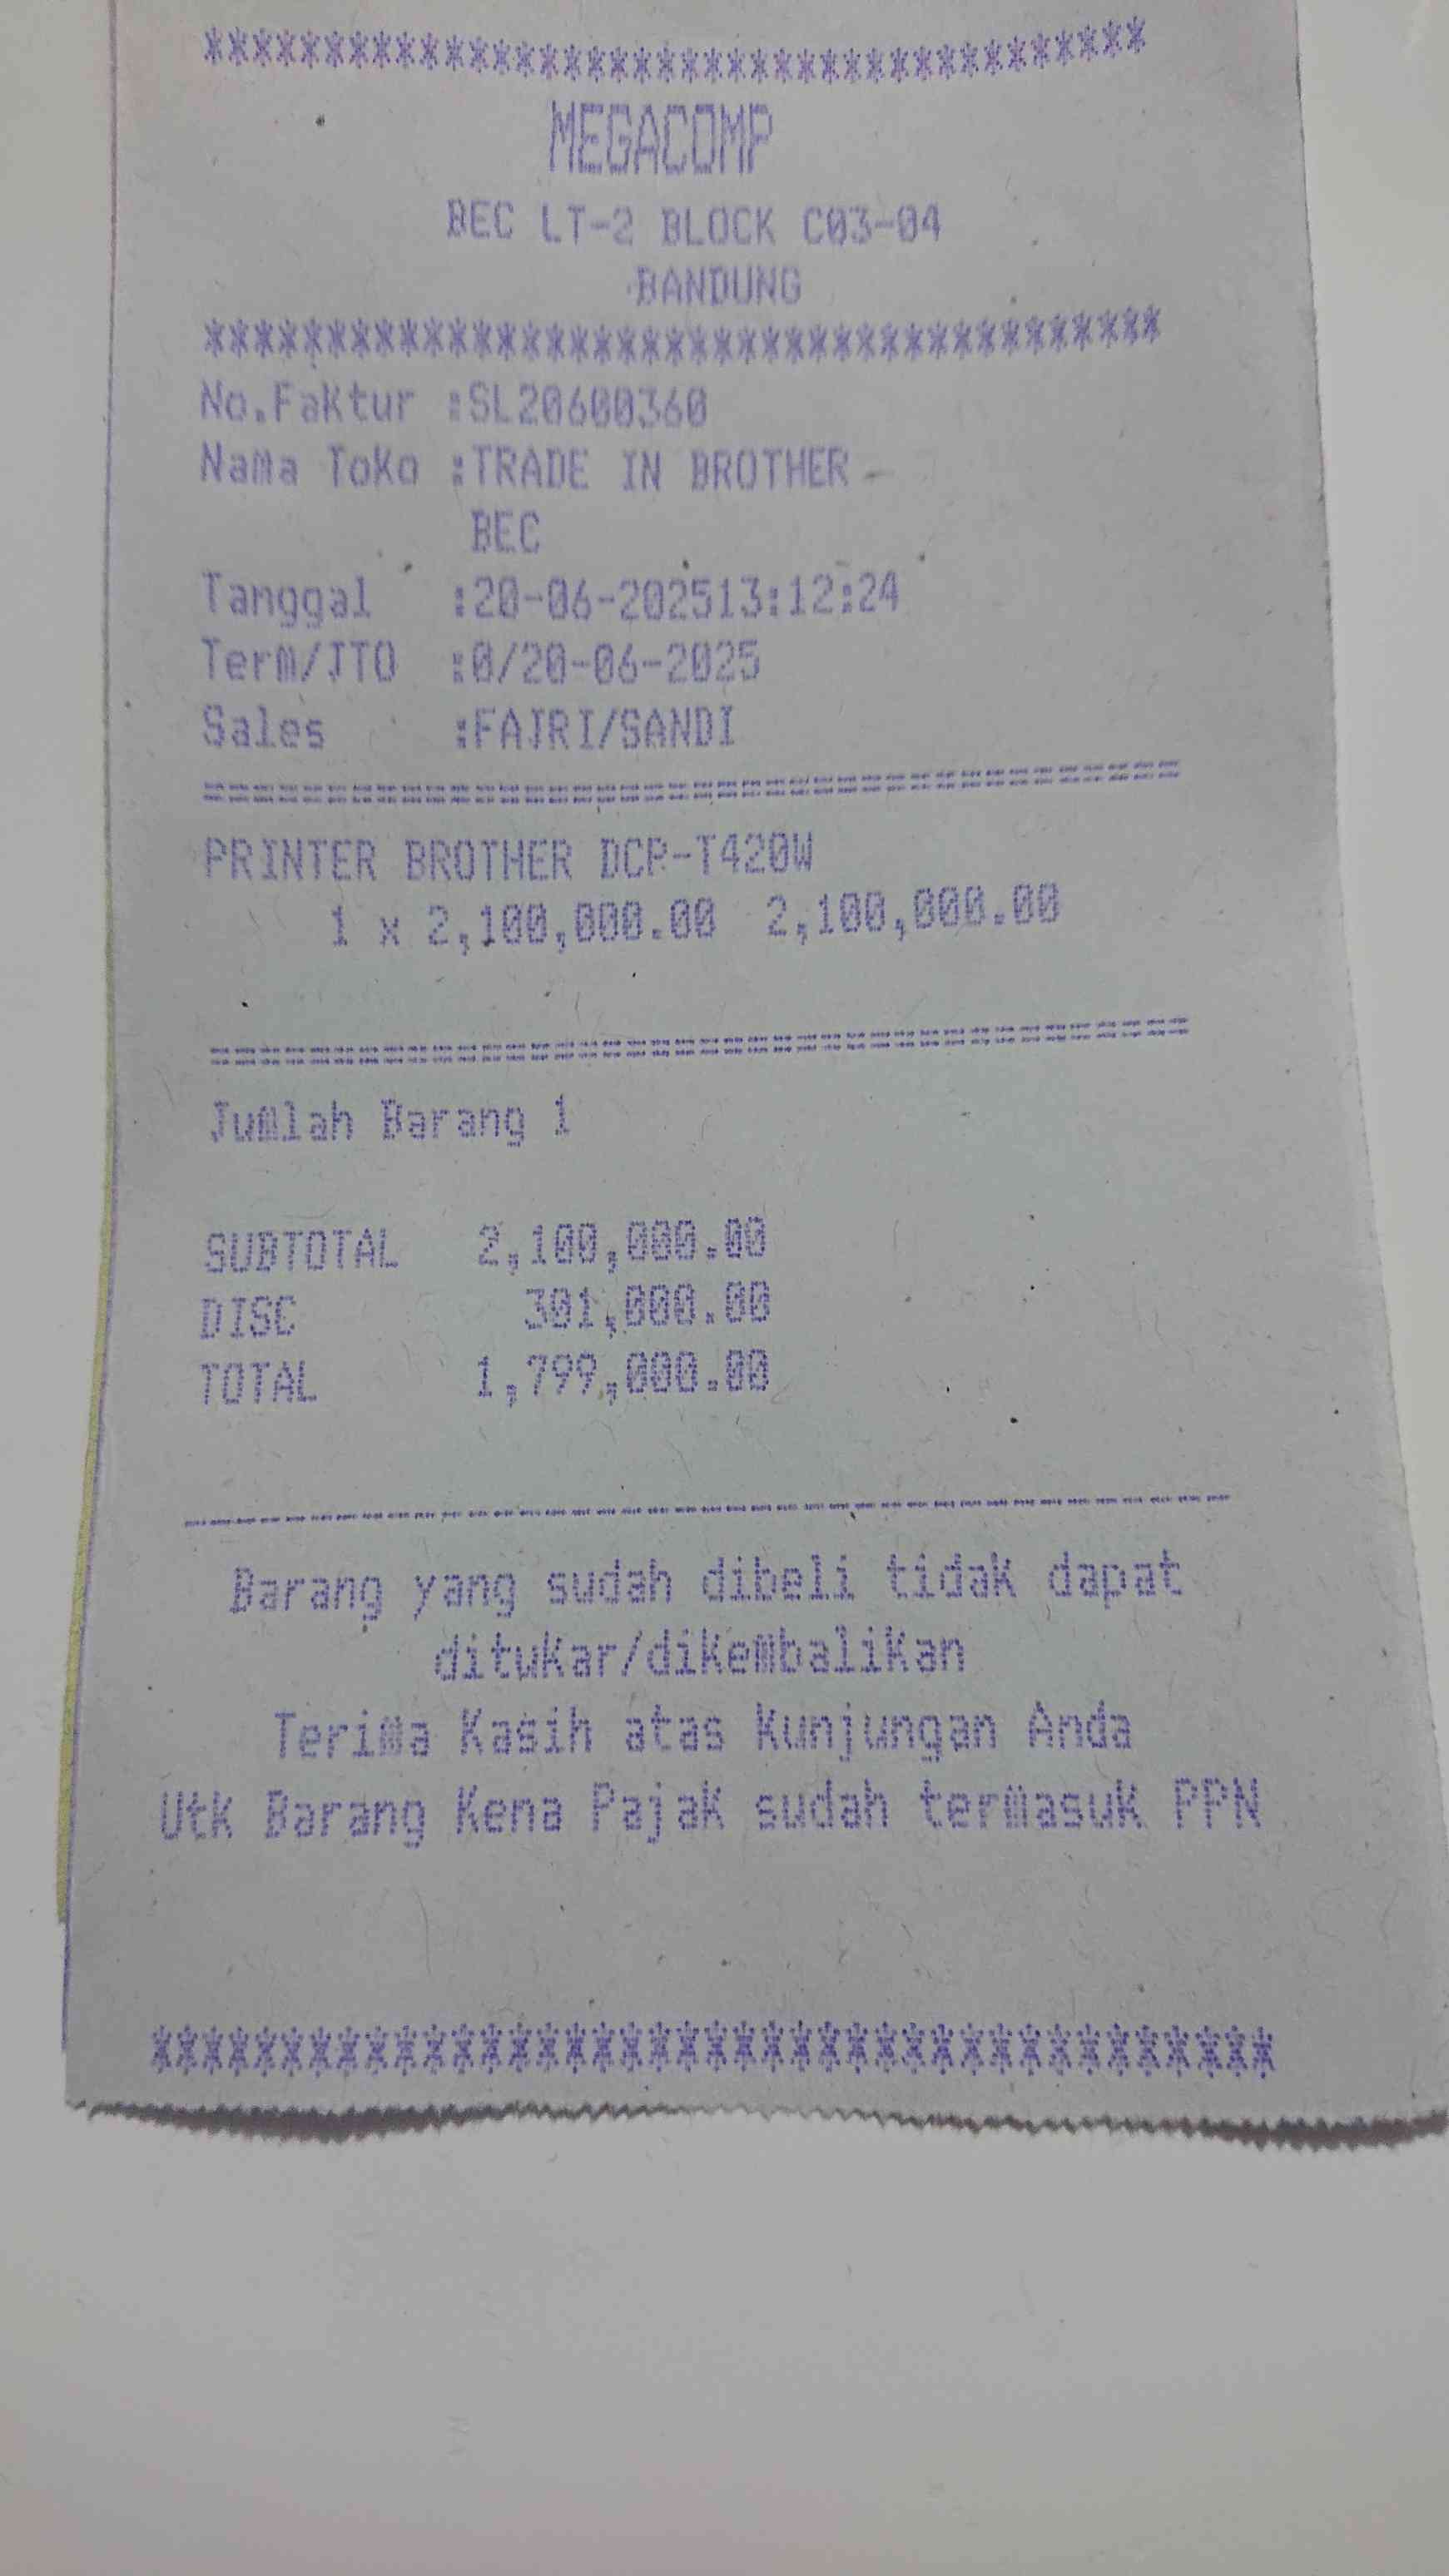 ****************************************
MEGACOMP
BEC LT-2 BLOCK C03-04
BANDUNG
****************************************
No.Faktur :SL20600360
Nama Toko :TRADE IN BROTHER -
BEC
Tanggal :20-06-202513:12:24
Term/JTO :0/20-06-2025
Sales :FAJRI/SANDI
========================================
PRINTER BROTHER DCP-T420W
1 x 2,100,000.00 2,100,000.00
========================================
Jumlah Barang 1
SUBTOTAL 2,100,000.00
DISC 301,000.00
TOTAL 1,799,000.00
----------------------------------------
Barang yang sudah dibeli tidak dapat
ditukar/dikembalikan
Terima Kasih atas Kunjungan Anda
Utk Barang Kena Pajak sudah termasuk PPN
****************************************